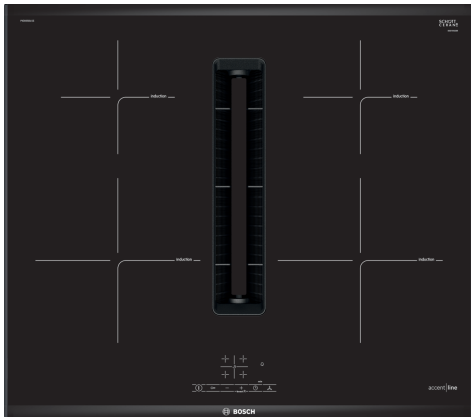 SCHOTT
CERAN®
induction
induction
induction
induction
accent line
BOSCH